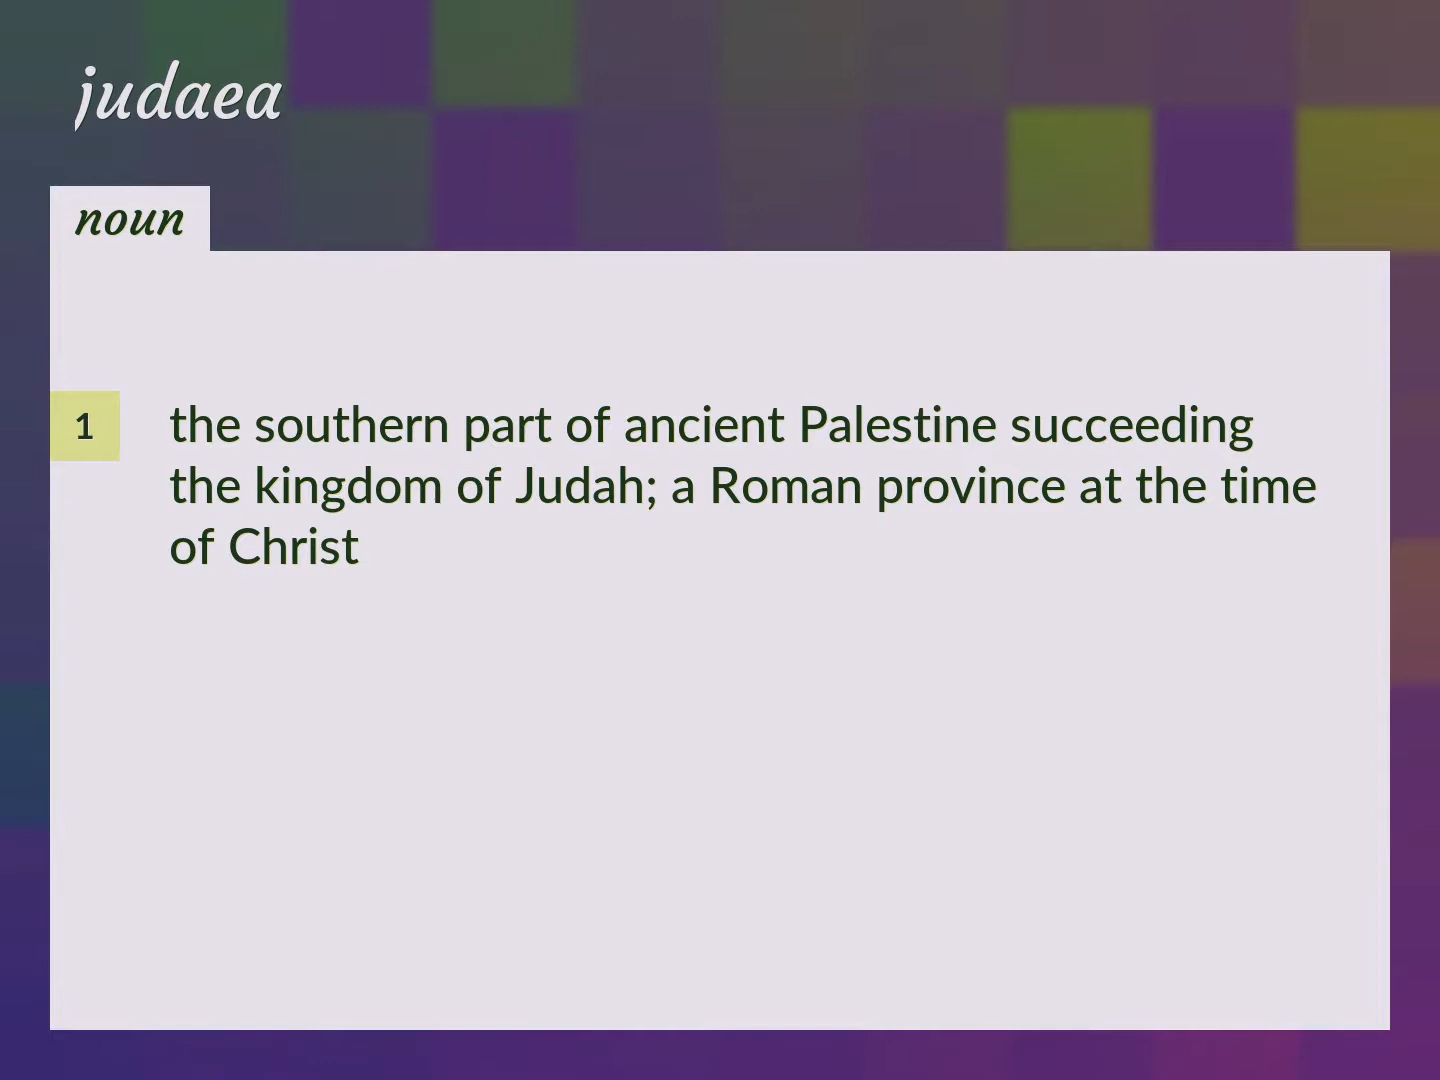 judaea
noun
1
the southern part of ancient Palestine succeeding
the kingdom of Judah; a Roman province at the time
of Christ